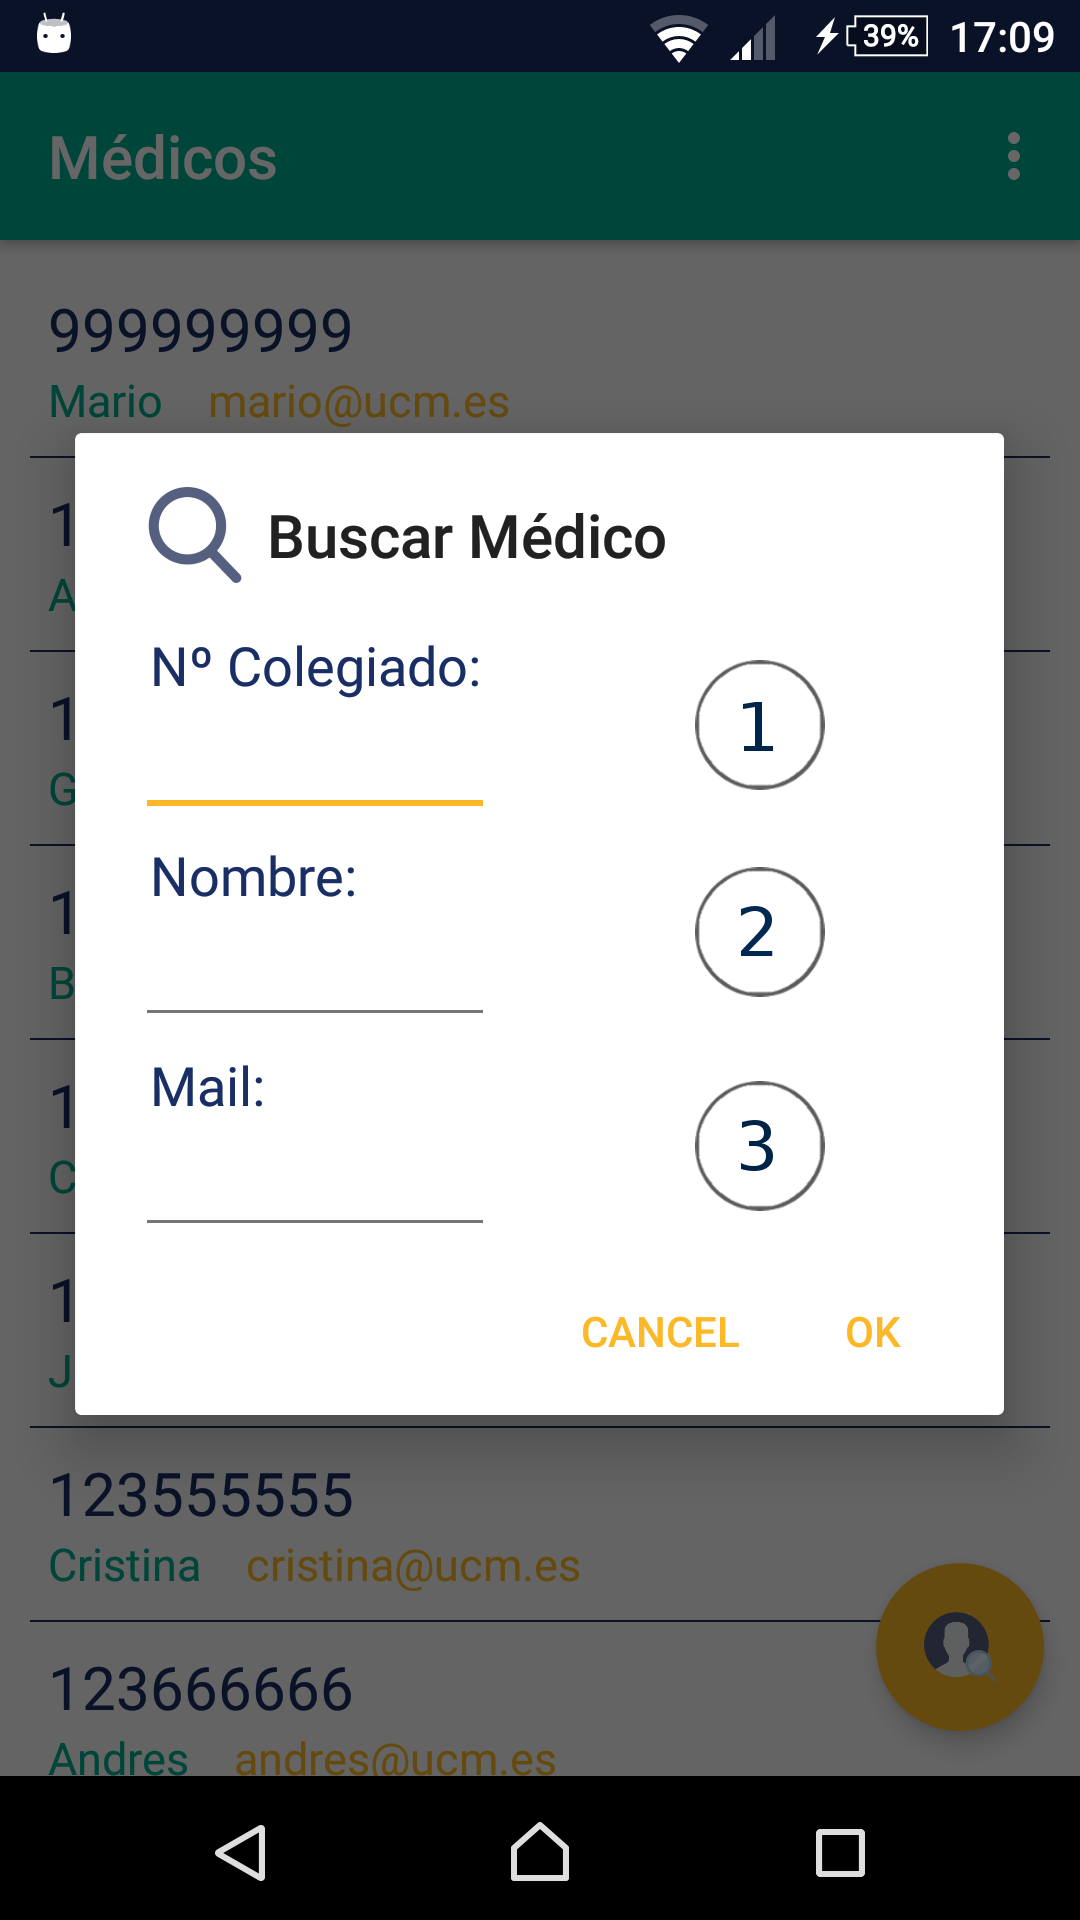 39% 17:09
Médicos
999999999
Mario mario@ucm.es
1
Buscar Médico
A
Nº Colegiado:
1
1
G
Nombre:
1
2
B
Mail:
1
3
C
1
CANCEL OK
J
123555555
Cristina cristina@ucm.es
123666666
Andres andres@ucm.es